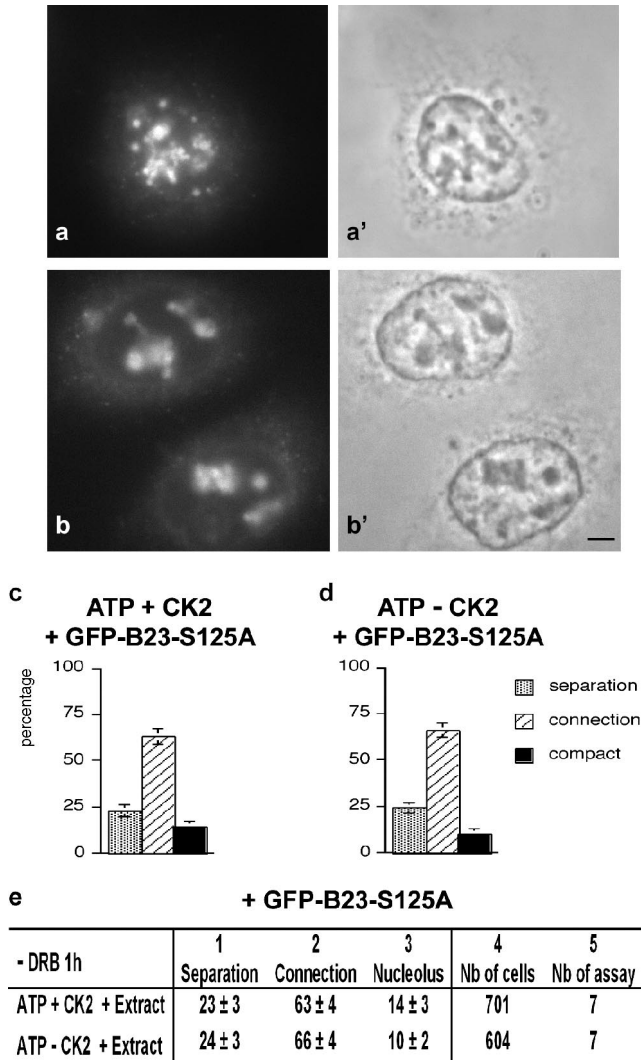 a
a'
b
b'
c
ATP + CK2
+ GFP-B23-S125A
d
ATP - CK2
+ GFP-B23-S125A
percentage
100
75
50
25
0
100
75
50
25
0
separation
connection
compact
e
+ GFP-B23-S125A
- DRB 1h
1
Separation
2
Connection
3
Nucleolus
4
Nb of cells
5
Nb of assay
ATP + CK2 + Extract 23 ± 3 63 ± 4 14 ± 3 701 7
ATP - CK2 + Extract 24 ± 3 66 ± 4 10 ± 2 604 7